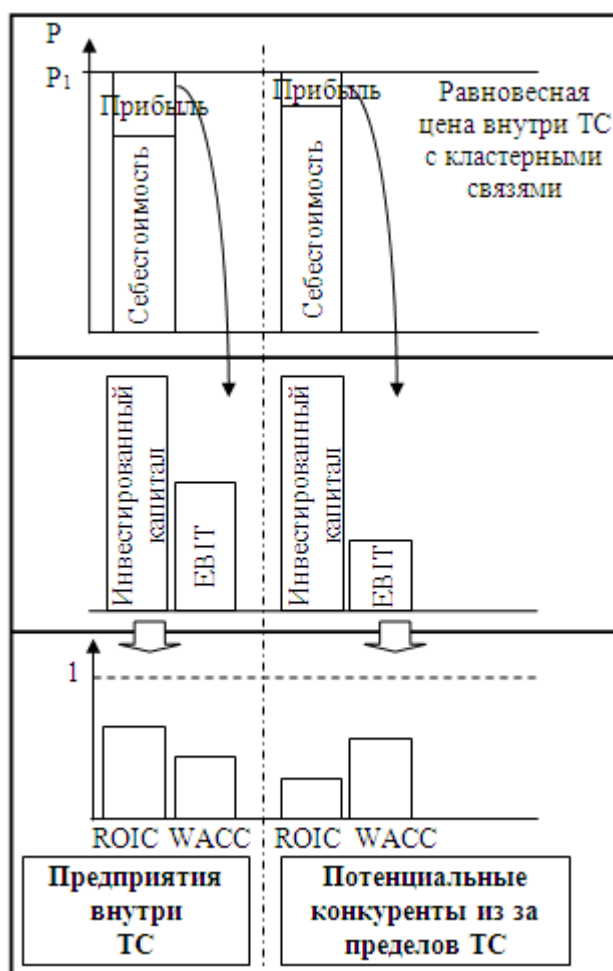 P
P₁
Прибыль
Себестоимость
Прибыль
Себестоимость
Равновесная
цена внутри ТС
с кластерными
связями
Инвестированный
капитал
EBIT
Инвестированный
капитал
EBIT
1
ROIC WACC
ROIC WACC
Предприятия
внутри
ТС
Потенциальные
конкуренты из за
пределов ТС